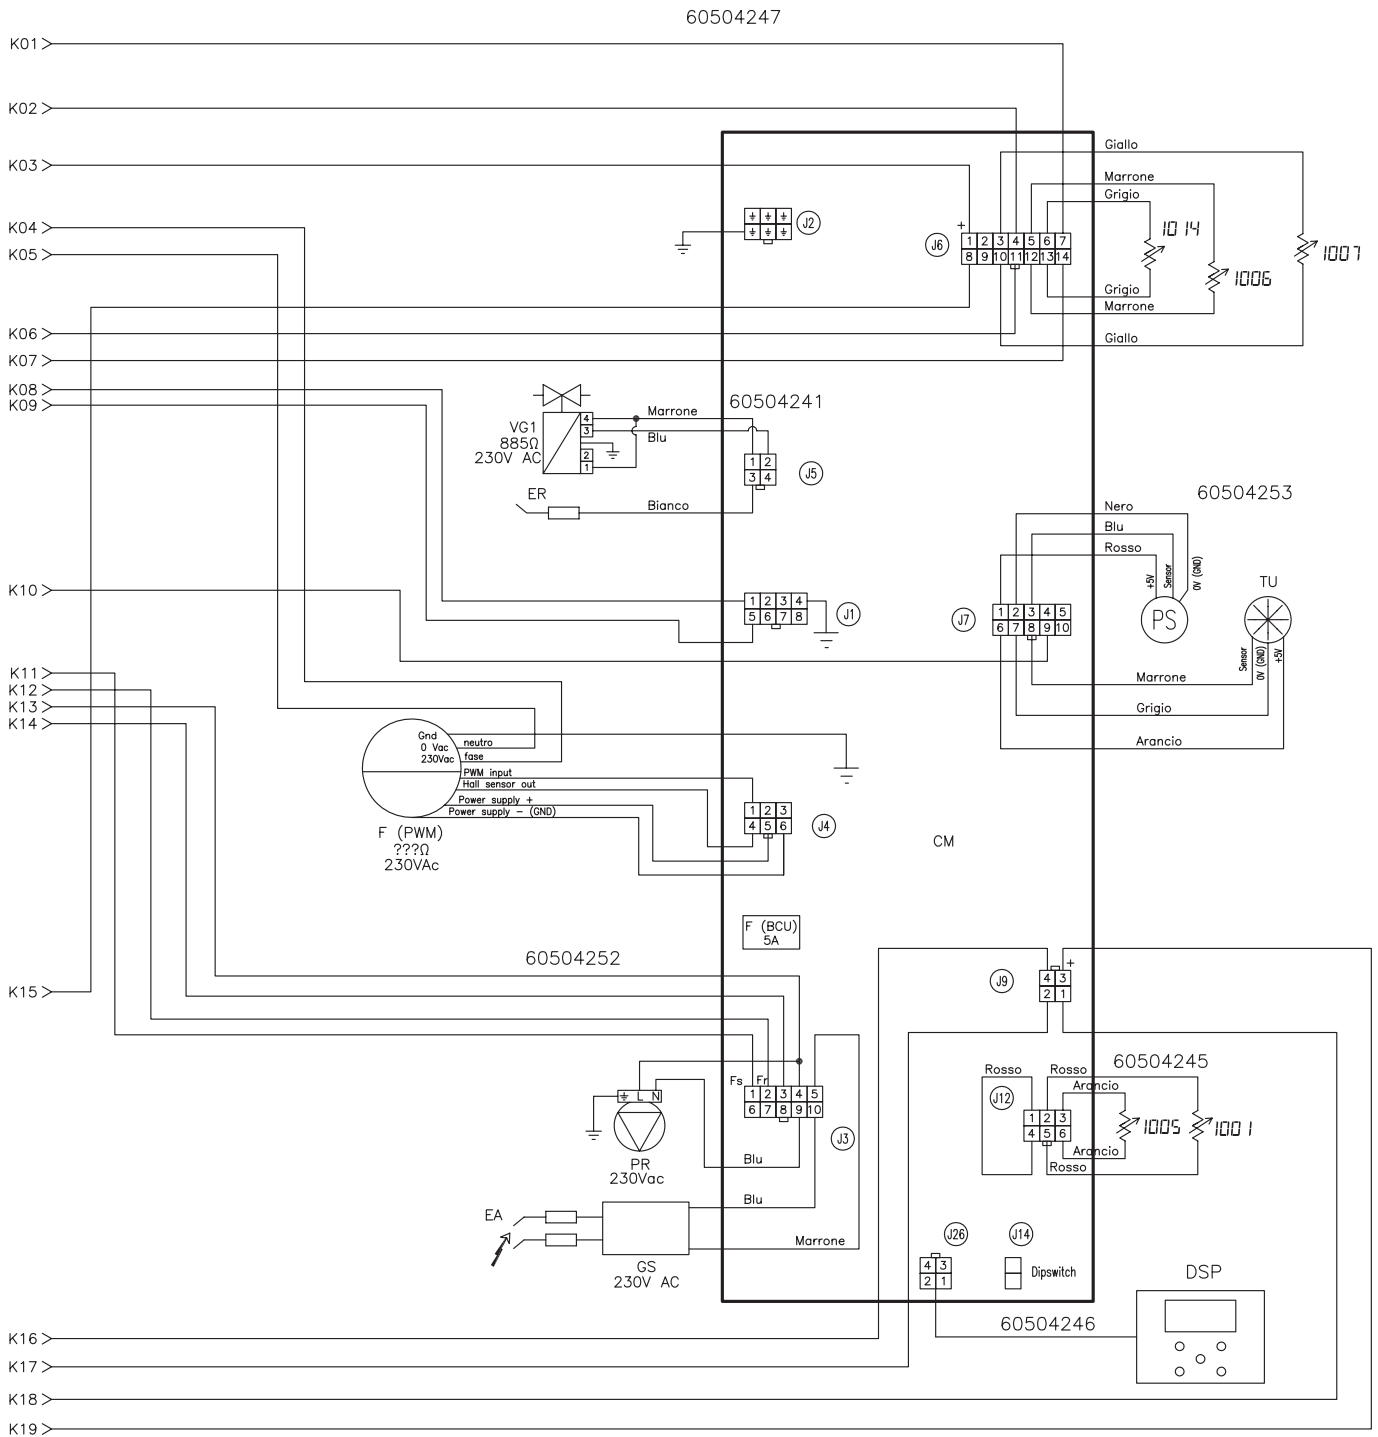 60504247
K01
K02
K03
K04
K05
K06
K07
K08
K09
K10
K11
K12
K13
K14
K15
K16
K17
K18
K19
Giallo
Marrone
Grigio
1014
1006
1007
Grigio
Marrone
Giallo
J2
J6
+
1 2 3 4 5 6 7
8 9 10 11 12 13 14
60504241
VG1
885Ω
230V AC
4
3
2
1
Marrone
Blu
1 2
3 4
J5
ER
Bianco
60504253
Nero
Blu
Rosso
+5V
Sensor
0V (GND)
PS
TU
Sensor
0V (GND)
+5V
J7
1 2 3 4 5
6 7 8 9 10
Marrone
Grigio
Arancio
1 2 3 4
5 6 7 8
J1
Gnd
0 Vac
230Vac
neutro
fase
PWM input
Hall sensor out
Power supply +
Power supply - (GND)
F (PWM)
???Ω
230VAc
1 2 3
4 5 6
J4
CM
F (BCU)
5A
60504252
J9
+
4 3
2 1
Fs Fr
1 2 3 4 5
6 7 8 9 10
J3
L N
PR
230Vac
Blu
Blu
Marrone
EA
GS
230V AC
60504245
Rosso
Rosso
Arancio
J12
1 2 3
4 5 6
1005
1001
Arancio
Rosso
J26
4 3
2 1
J14
Dipswitch
DSP
60504246